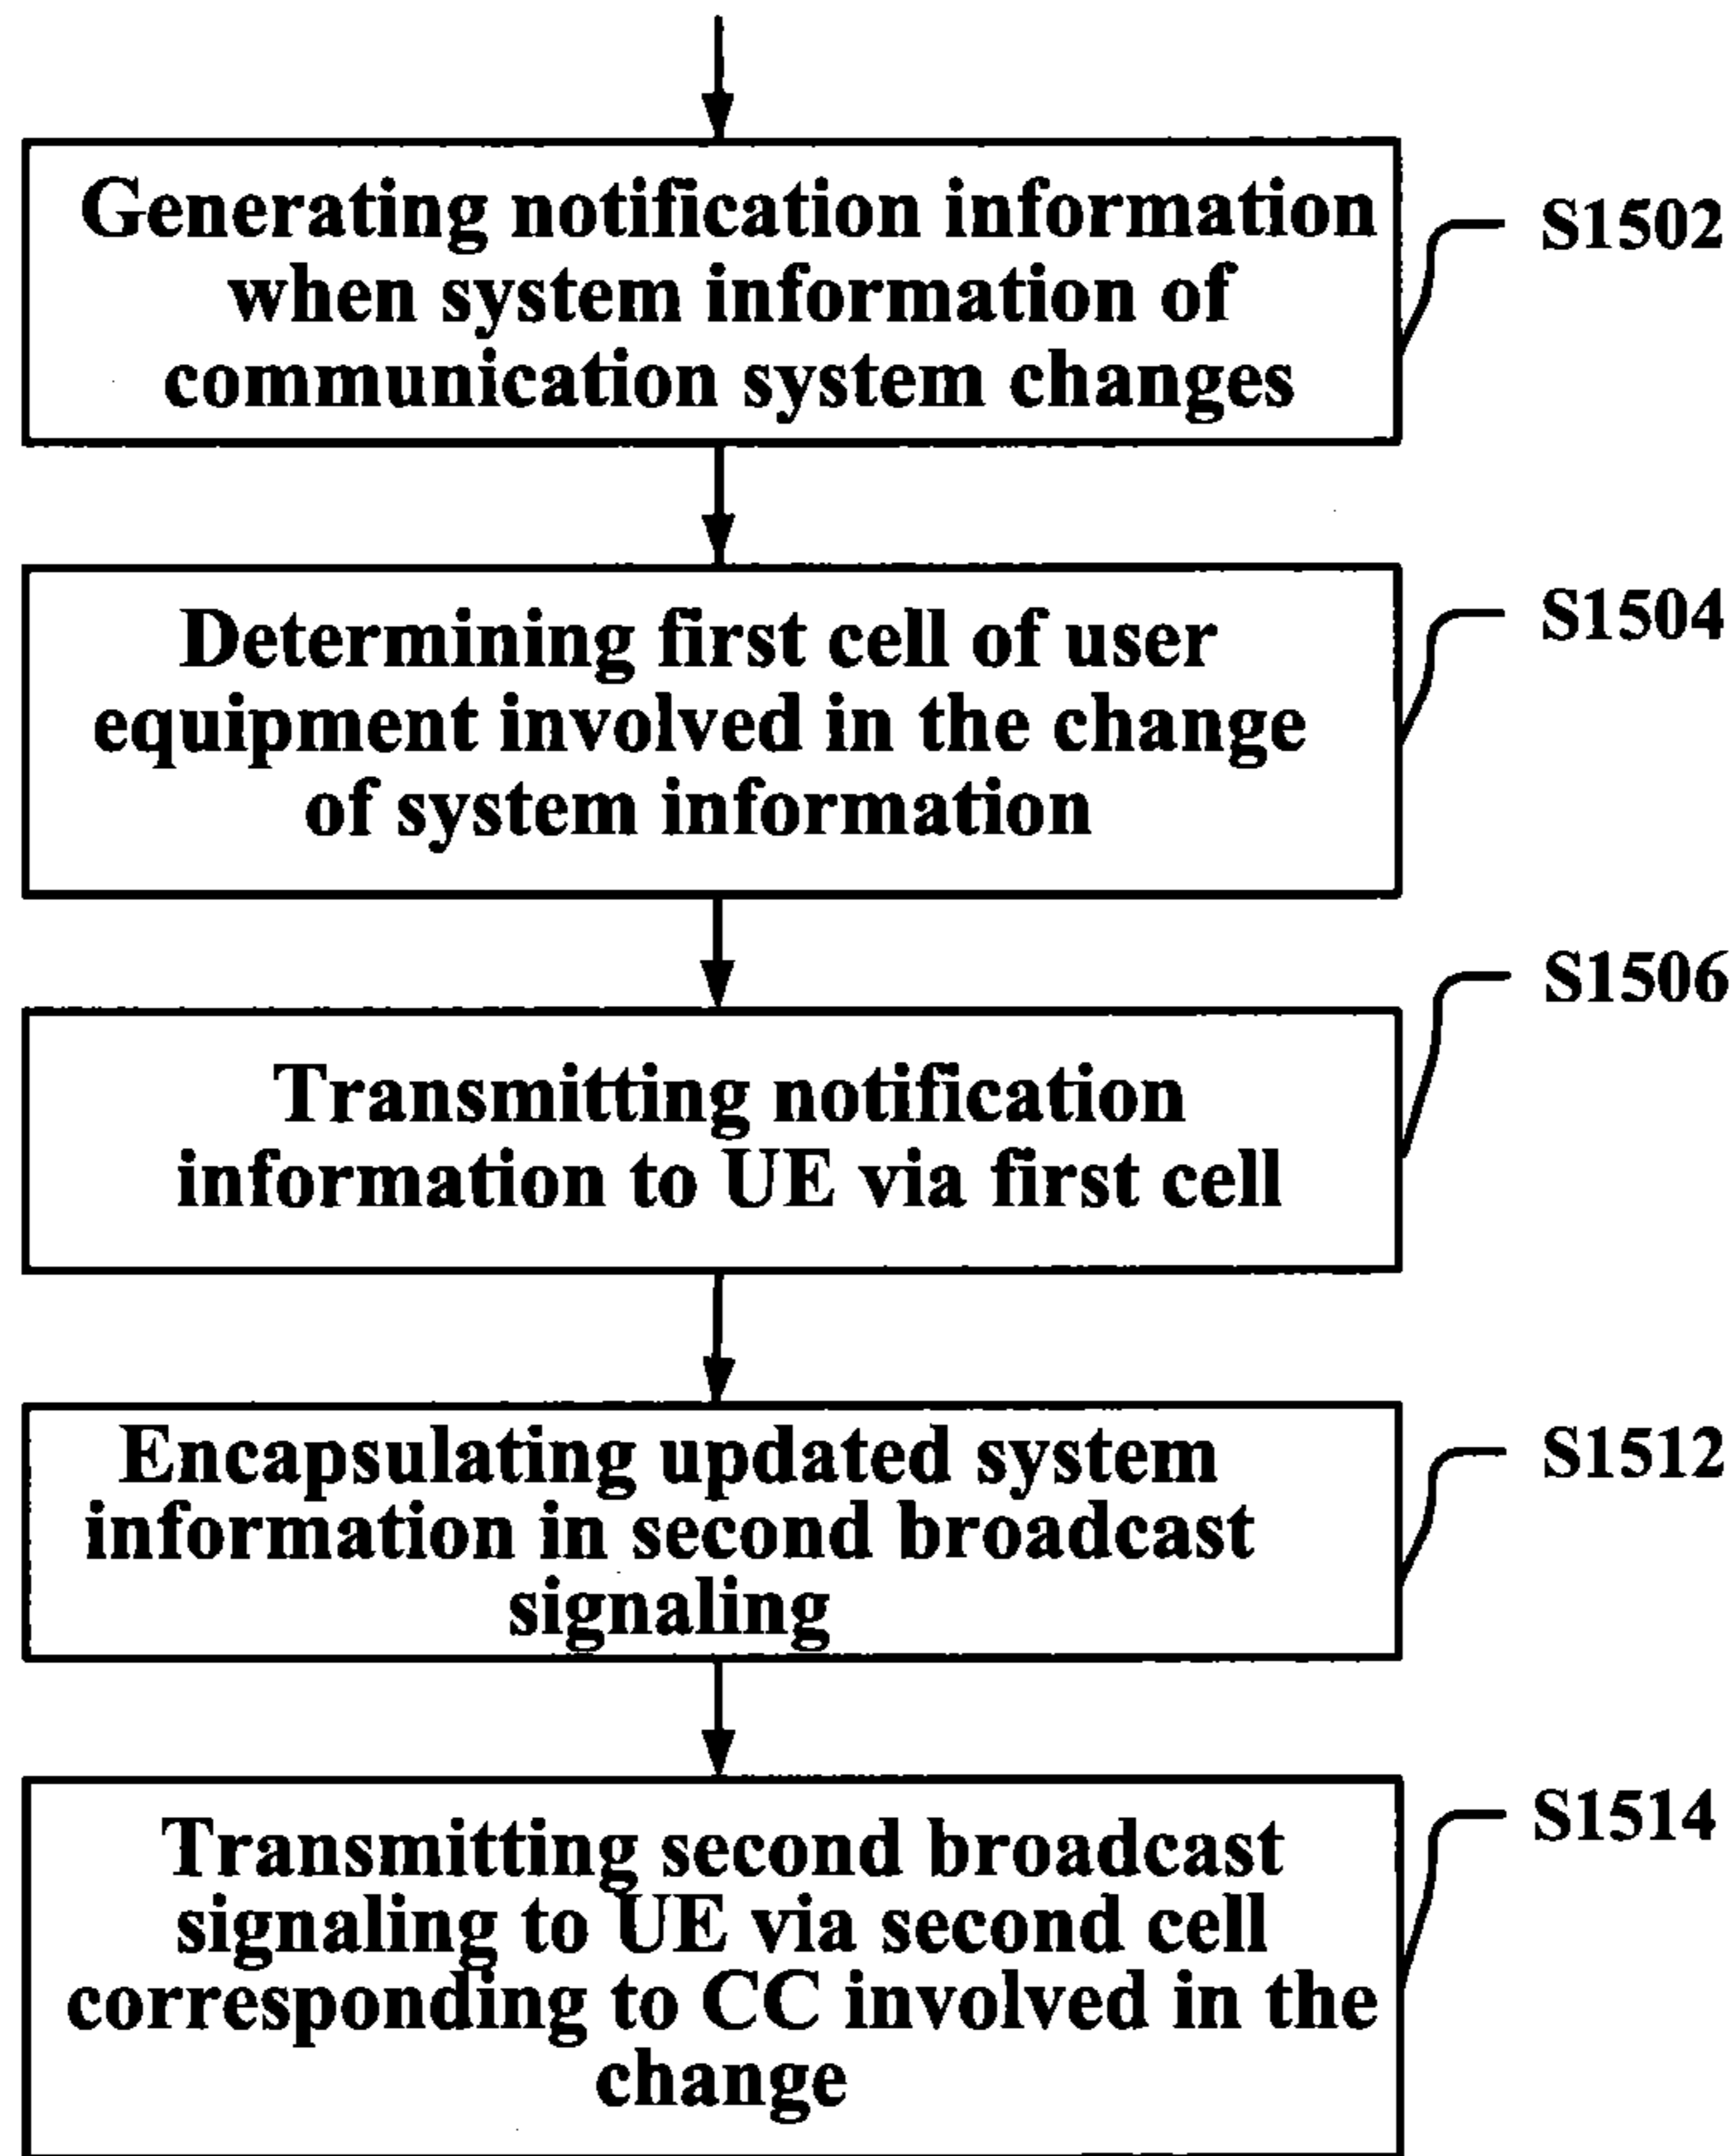 Generating notification information
when system information of
communication system changes
S1502
Determining first cell of user
equipment involved in the change
of system information
S1504
Transmitting notification
information to UE via first cell
S1506
Encapsulating updated system
information in second broadcast
signaling
S1512
Transmitting second broadcast
signaling to UE via second cell
corresponding to CC involved in the
change
S1514